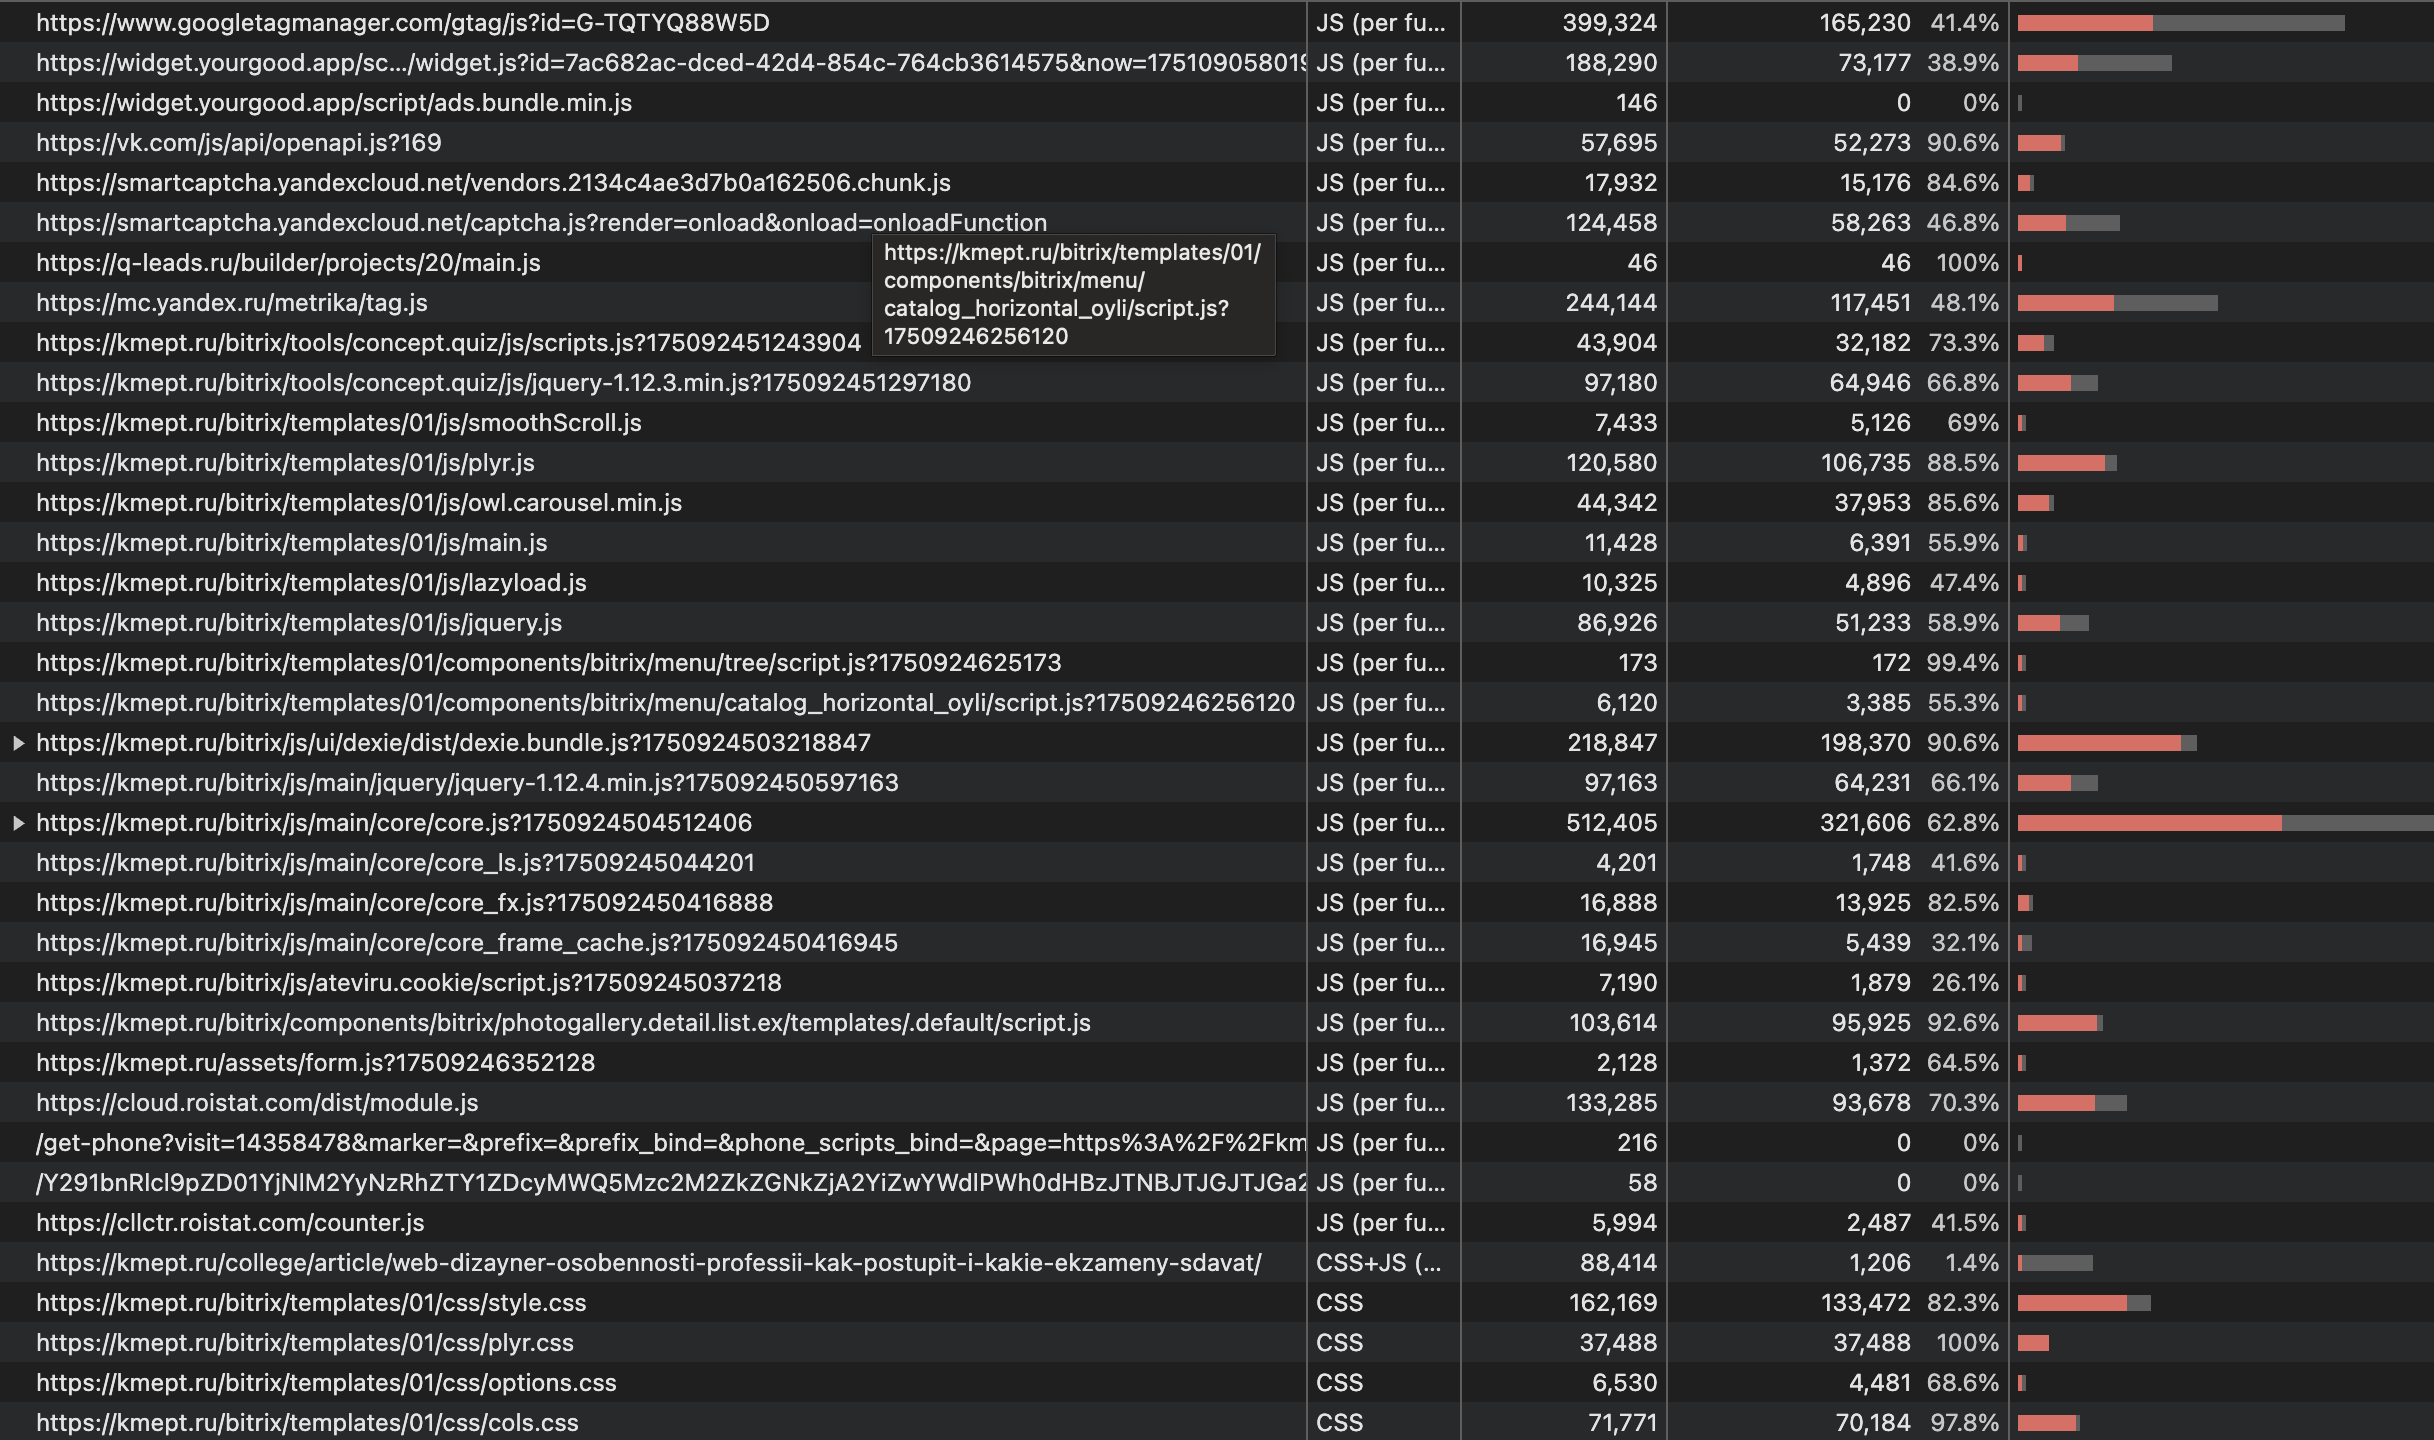 https://www.googletagmanager.com/gtag/js?id=G-TQTYQ88W5D JS (per fu... 399,324 165,230 41.4%
https://widget.yourgood.app/sc.../widget.js?id=7ac682ac-dced-42d4-854c-764cb3614575&now=175109058019 JS (per fu... 188,290 73,177 38.9%
https://widget.yourgood.app/script/ads.bundle.min.js JS (per fu... 146 0 0%
https://vk.com/js/api/openapi.js?169 JS (per fu... 57,695 52,273 90.6%
https://smartcaptcha.yandexcloud.net/vendors.2134c4ae3d7b0a162506.chunk.js JS (per fu... 17,932 15,176 84.6%
https://smartcaptcha.yandexcloud.net/captcha.js?render=onload&onload=onloadFunction JS (per fu... 124,458 58,263 46.8%
https://kmept.ru/bitrix/templates/01/
components/bitrix/menu/
catalog_horizontal_oyli/script.js?
17509246256120
https://q-leads.ru/builder/projects/20/main.js JS (per fu... 46 46 100%
https://mc.yandex.ru/metrika/tag.js JS (per fu... 244,144 117,451 48.1%
https://kmept.ru/bitrix/tools/concept.quiz/js/scripts.js?175092451243904 JS (per fu... 43,904 32,182 73.3%
https://kmept.ru/bitrix/tools/concept.quiz/js/jquery-1.12.3.min.js?175092451297180 JS (per fu... 97,180 64,946 66.8%
https://kmept.ru/bitrix/templates/01/js/smoothScroll.js JS (per fu... 7,433 5,126 69%
https://kmept.ru/bitrix/templates/01/js/plyr.js JS (per fu... 120,580 106,735 88.5%
https://kmept.ru/bitrix/templates/01/js/owl.carousel.min.js JS (per fu... 44,342 37,953 85.6%
https://kmept.ru/bitrix/templates/01/js/main.js JS (per fu... 11,428 6,391 55.9%
https://kmept.ru/bitrix/templates/01/js/lazyload.js JS (per fu... 10,325 4,896 47.4%
https://kmept.ru/bitrix/templates/01/js/jquery.js JS (per fu... 86,926 51,233 58.9%
https://kmept.ru/bitrix/templates/01/components/bitrix/menu/tree/script.js?1750924625173 JS (per fu... 173 172 99.4%
https://kmept.ru/bitrix/templates/01/components/bitrix/menu/catalog_horizontal_oyli/script.js?17509246256120 JS (per fu... 6,120 3,385 55.3%
https://kmept.ru/bitrix/js/ui/dexie/dist/dexie.bundle.js?1750924503218847 JS (per fu... 218,847 198,370 90.6%
https://kmept.ru/bitrix/js/main/jquery/jquery-1.12.4.min.js?175092450597163 JS (per fu... 97,163 64,231 66.1%
https://kmept.ru/bitrix/js/main/core/core.js?1750924504512406 JS (per fu... 512,405 321,606 62.8%
https://kmept.ru/bitrix/js/main/core/core_ls.js?17509245044201 JS (per fu... 4,201 1,748 41.6%
https://kmept.ru/bitrix/js/main/core/core_fx.js?175092450416888 JS (per fu... 16,888 13,925 82.5%
https://kmept.ru/bitrix/js/main/core/core_frame_cache.js?175092450416945 JS (per fu... 16,945 5,439 32.1%
https://kmept.ru/bitrix/js/ateviru.cookie/script.js?17509245037218 JS (per fu... 7,190 1,879 26.1%
https://kmept.ru/bitrix/components/bitrix/photogallery.detail.list.ex/templates/.default/script.js JS (per fu... 103,614 95,925 92.6%
https://kmept.ru/assets/form.js?17509246352128 JS (per fu... 2,128 1,372 64.5%
https://cloud.roistat.com/dist/module.js JS (per fu... 133,285 93,678 70.3%
/get-phone?visit=14358478&marker=&prefix=&prefix_bind=&phone_scripts_bind=&page=https%3A%2F%2Fkm JS (per fu... 216 0 0%
/Y291bnRlcl9pZD01YjNlM2YyNzRhZTY1ZDcyMWQ5Mzc2M2ZkZGNkZjA2YiZwYWdlPWh0dHBzJTNBJTJGJTJGa2 JS (per fu... 58 0 0%
https://cllctr.roistat.com/counter.js JS (per fu... 5,994 2,487 41.5%
https://kmept.ru/college/article/web-dizayner-osobennosti-professii-kak-postupit-i-kakie-ekzameny-sdavat/ CSS+JS (... 88,414 1,206 1.4%
https://kmept.ru/bitrix/templates/01/css/style.css CSS 162,169 133,472 82.3%
https://kmept.ru/bitrix/templates/01/css/plyr.css CSS 37,488 37,488 100%
https://kmept.ru/bitrix/templates/01/css/options.css CSS 6,530 4,481 68.6%
https://kmept.ru/bitrix/templates/01/css/cols.css CSS 71,771 70,184 97.8%